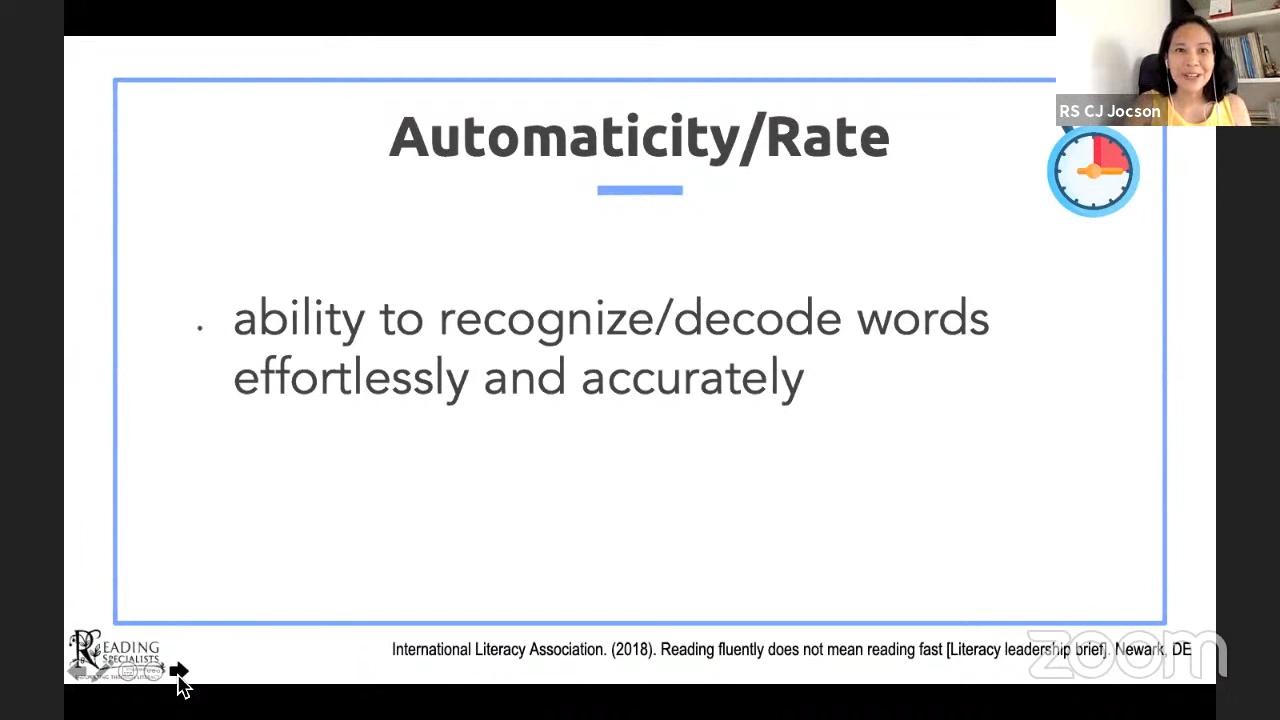 RS CJ Jocson
Automaticity/Rate
• ability to recognize/decode words
effortlessly and accurately
READING
SPECIALISTS
International Literacy Association. (2018). Reading fluently does not mean reading fast [Literacy leadership brief]. Newark, DE
zoom